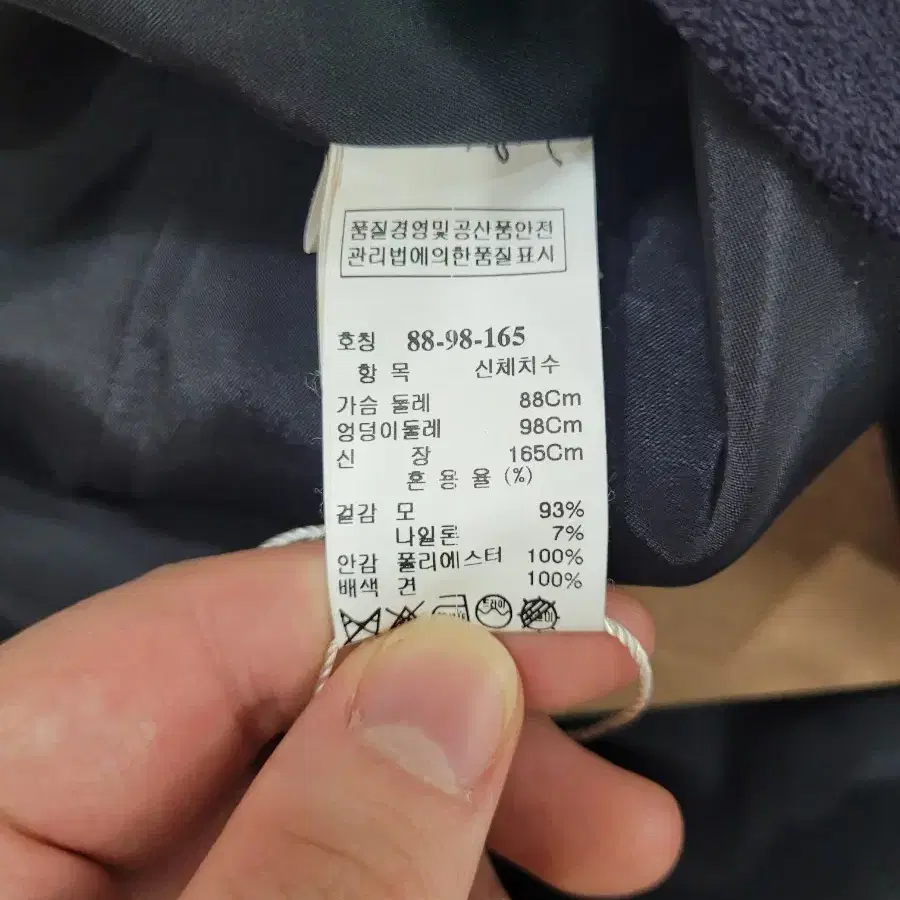 품질경영및공산품안전
관리법에의한품질표시
호칭 88-98-165
항 목 신체치수
가슴 둘레 88Cm
엉덩이둘레 98Cm
신 장 165Cm
혼 용 율 (%)
겉감 모 93%
나일론 7%
안감 폴리에스터 100%
배색 견 100%
드라이